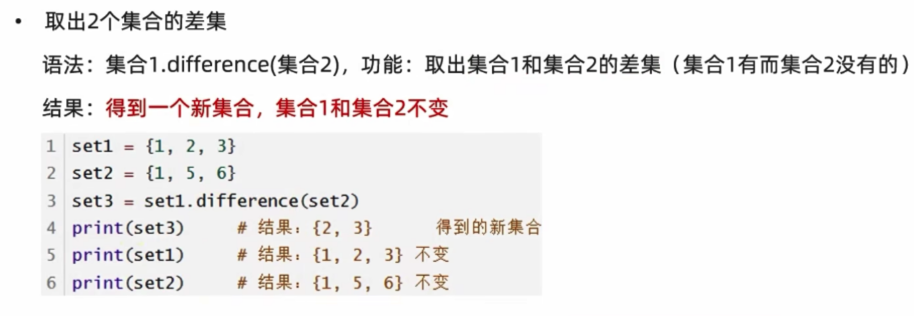 • 取出2个集合的差集
语法：集合1.difference(集合2)，功能：取出集合1和集合2的差集（集合1有而集合2没有的）
结果：得到一个新集合，集合1和集合2不变
1 set1 = {1, 2, 3}
2 set2 = {1, 5, 6}
3 set3 = set1.difference(set2)
4 print(set3) # 结果：{2, 3} 得到的新集合
5 print(set1) # 结果：{1, 2, 3} 不变
6 print(set2) # 结果：{1, 5, 6} 不变